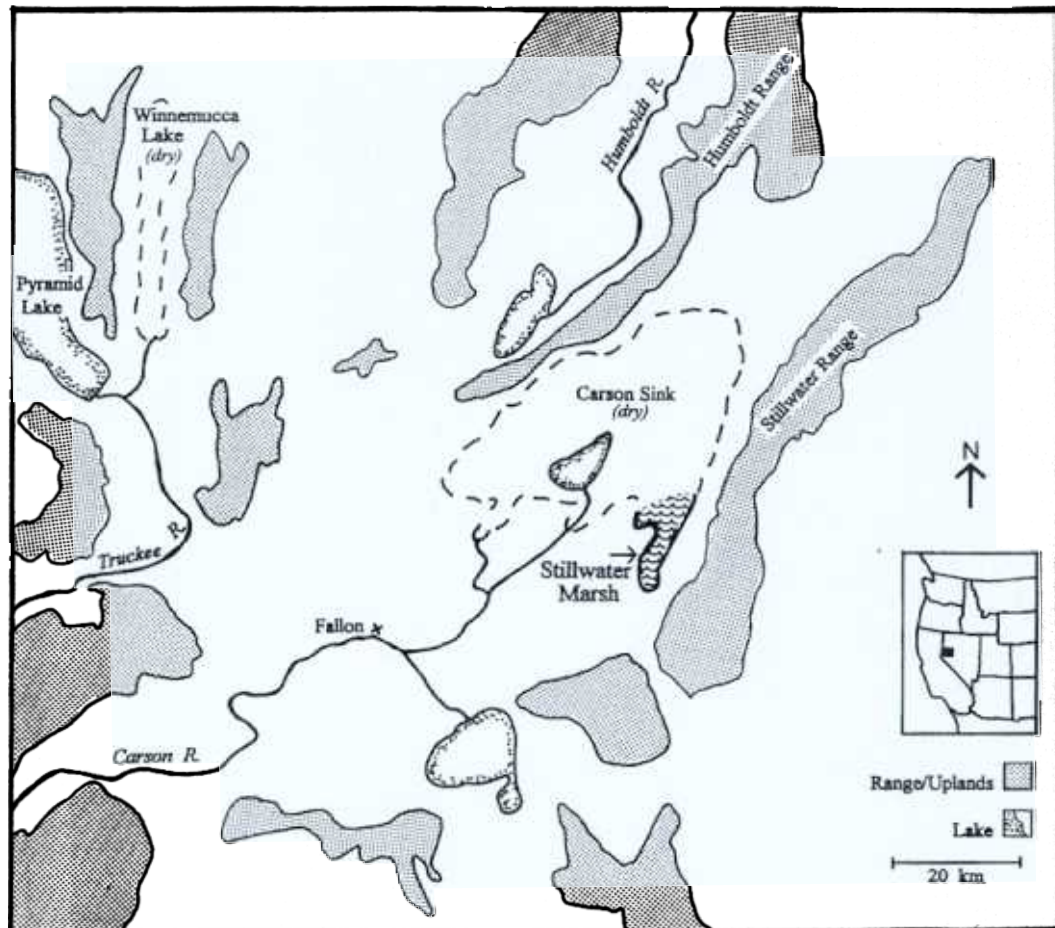 Winnemucca
Lake
(dry)
Humboldt R.
Humboldt Range
Pyramid
Lake
Stillwater Range
Carson Sink
(dry)
N
Truckee R.
Stillwater
Marsh
Fallon x
Carson R.
Range/Uplands
Lake
20 km